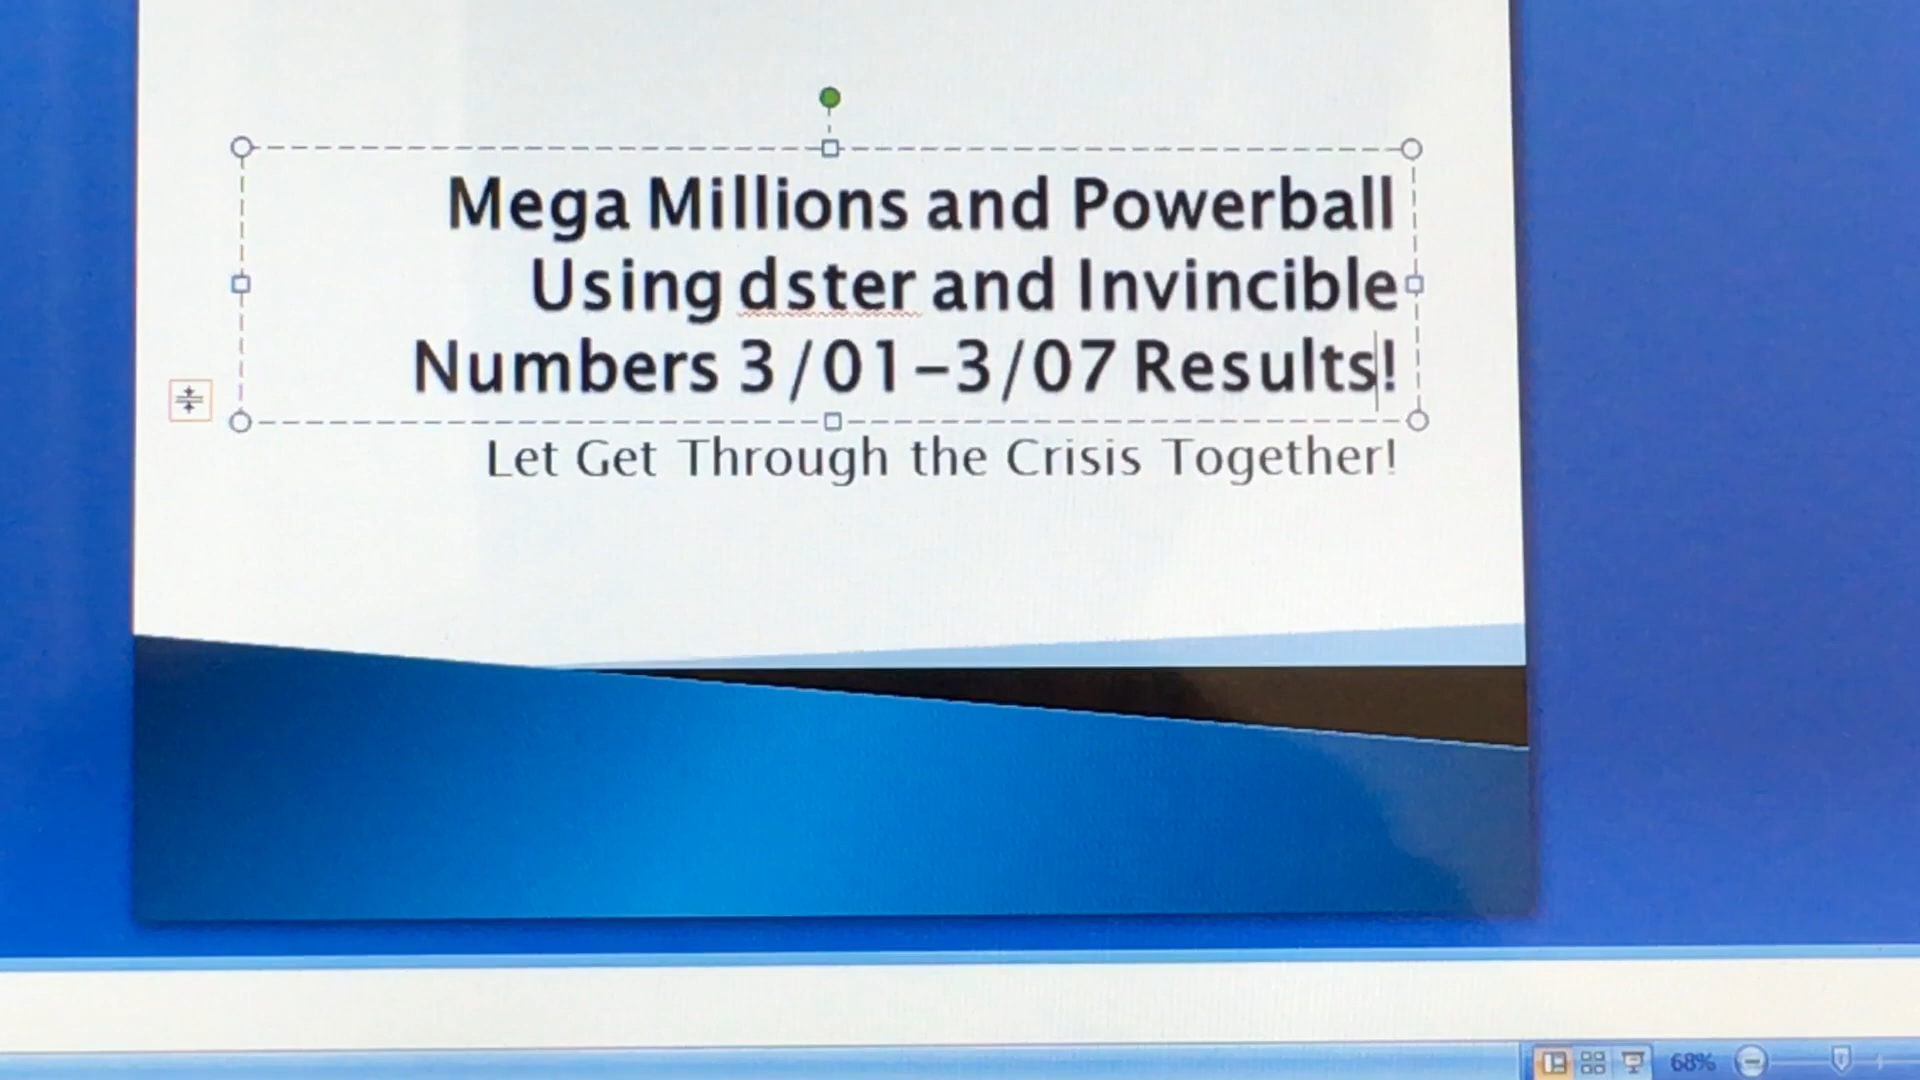 Mega Millions and Powerball
Using dster and Invincible
Numbers 3/01-3/07 Results!
Let Get Through the Crisis Together!
68%